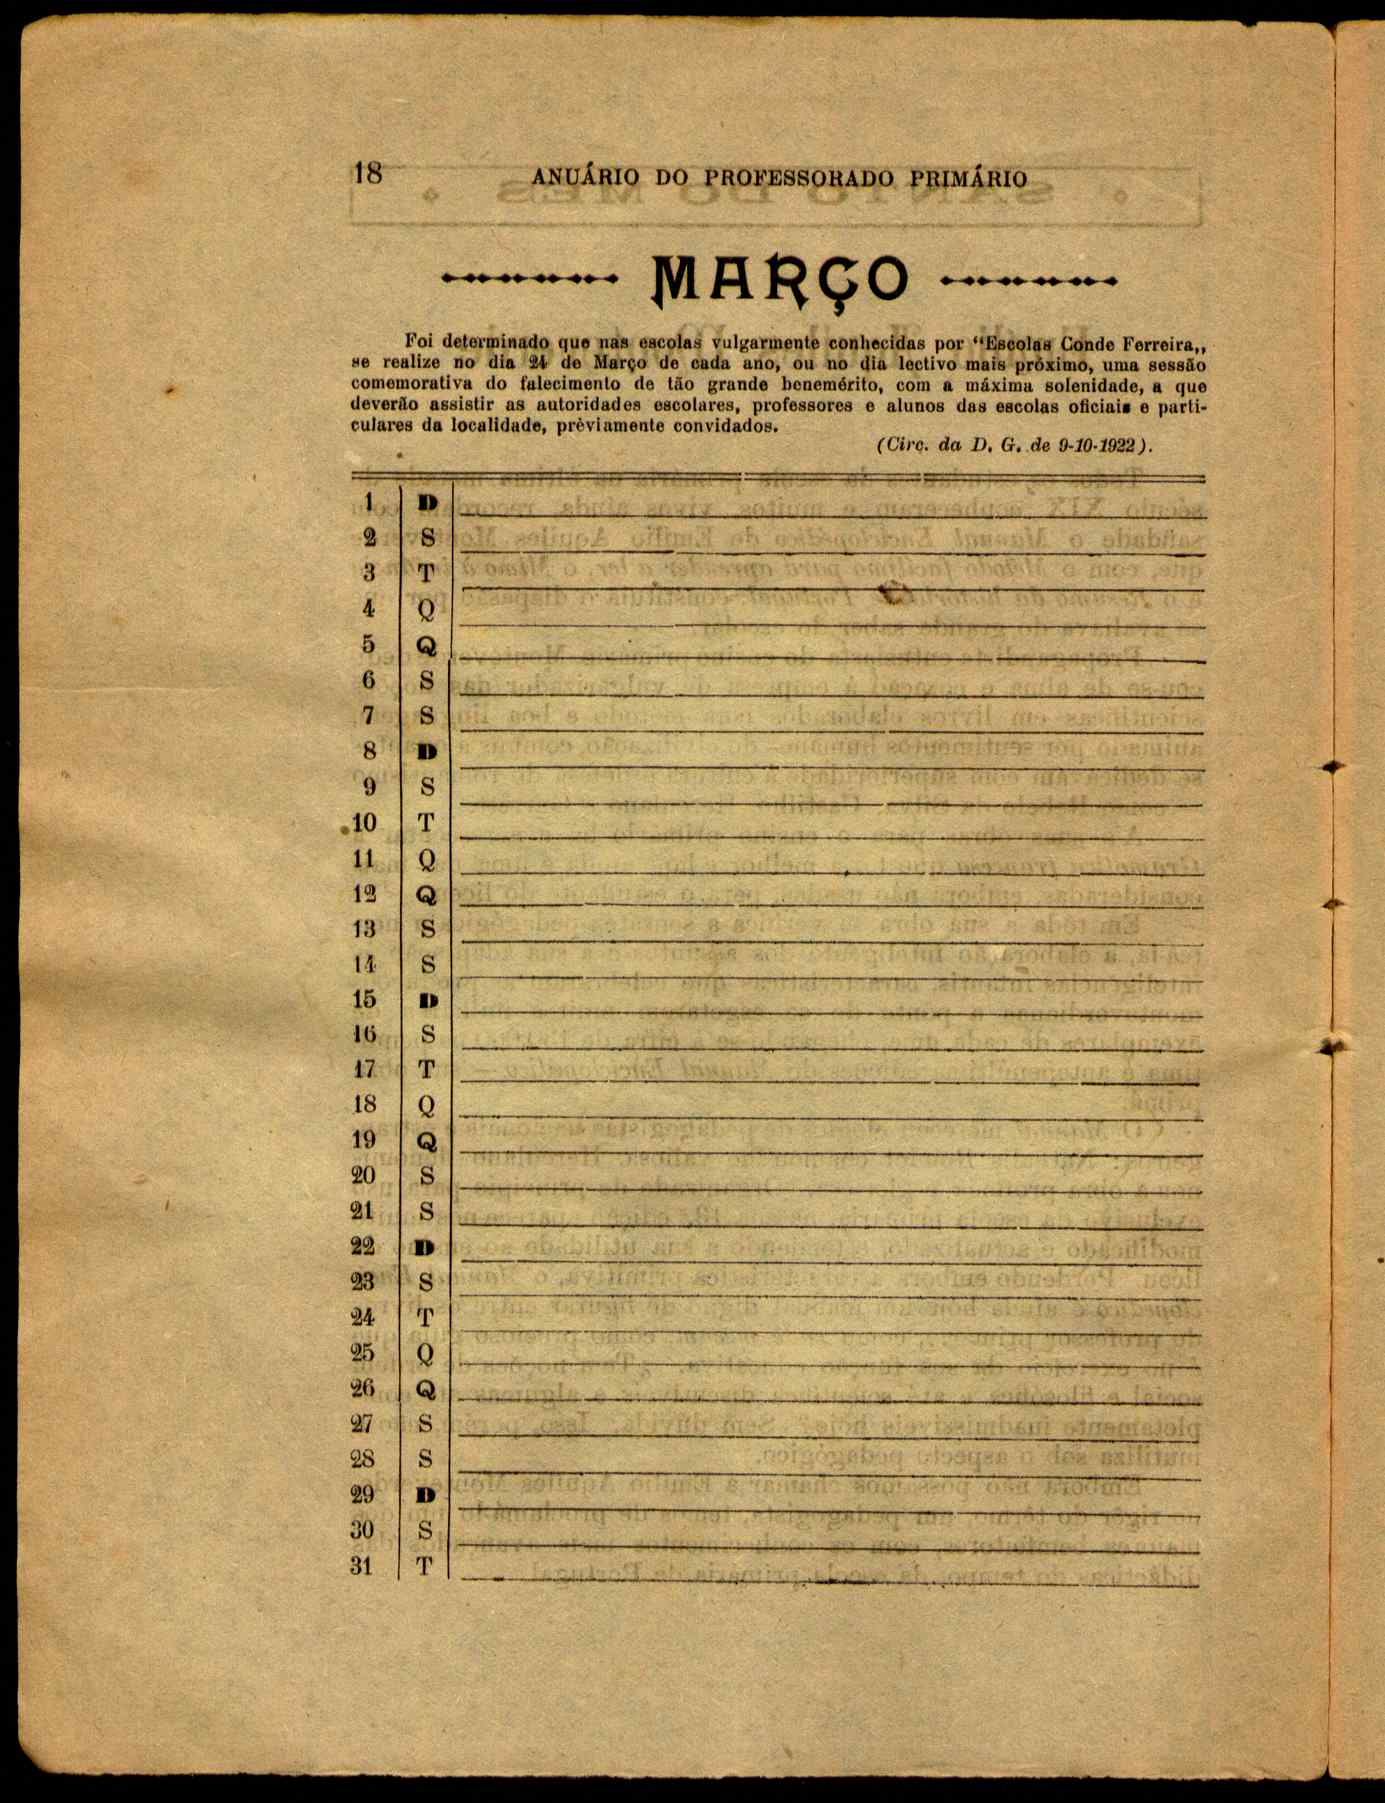 18 ANUÁRIO DO PROFESSORADO PRIMÁRIO
MARÇO
Foi determinado que nas escolas vulgarmente conhecidas por "Escolas Conde Ferreira,,
se realize no dia 24 de Março de cada ano, ou no dia lectivo mais próximo, uma sessão
comemorativa do falecimento de tão grande benemérito, com a máxima solenidade, a que
deverão assistir as autoridades escolares, professores e alunos das escolas oficiais e parti-
culares da localidade, prèviamente convidados.
(Circ. da D. G. de 9-10-1922).
1 D
2 S
3 T
4 Q
5 Q
6 S
7 S
8 D
9 S
10 T
11 Q
12 Q
13 S
14 S
15 D
16 S
17 T
18 Q
19 Q
20 S
21 S
22 D
23 S
24 T
25 Q
26 Q
27 S
28 S
29 D
30 S
31 T